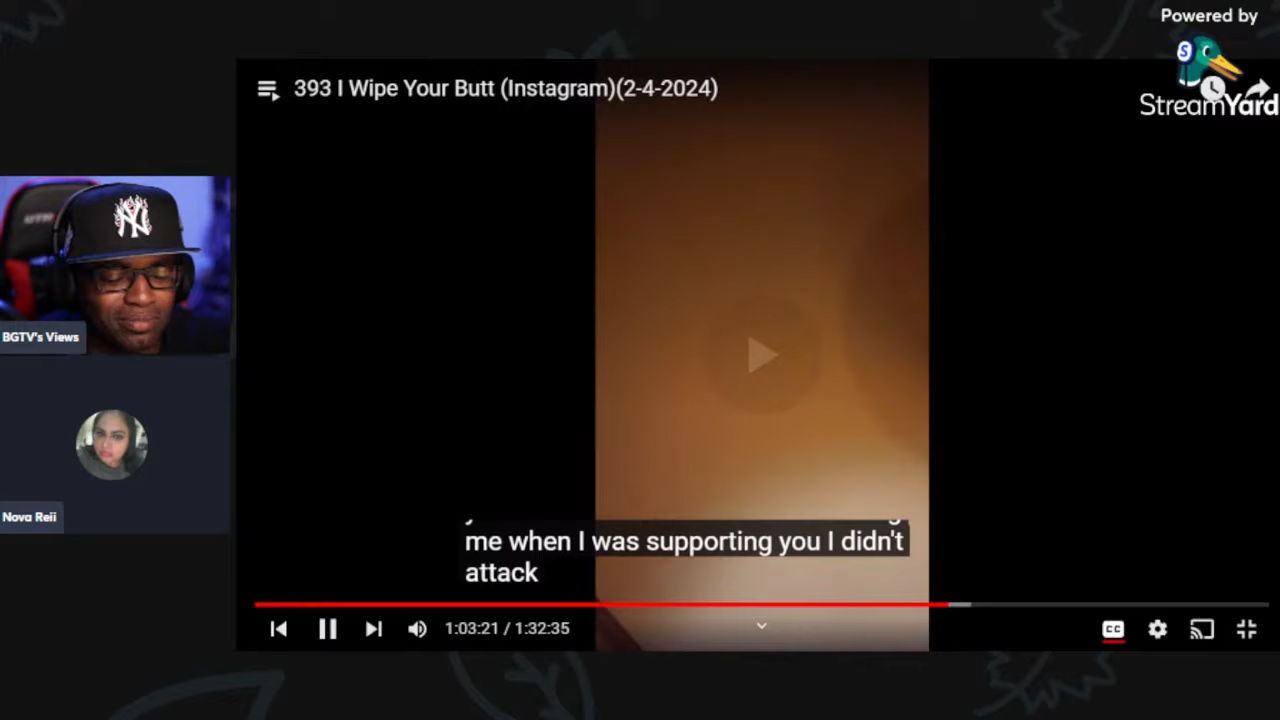 Powered by
S
StreamYard
393 I Wipe Your Butt (Instagram)(2-4-2024)
NY
BGTV's Views
Nova Reii
me when I was supporting you I didn't
attack
1:03:21 / 1:32:35
CC